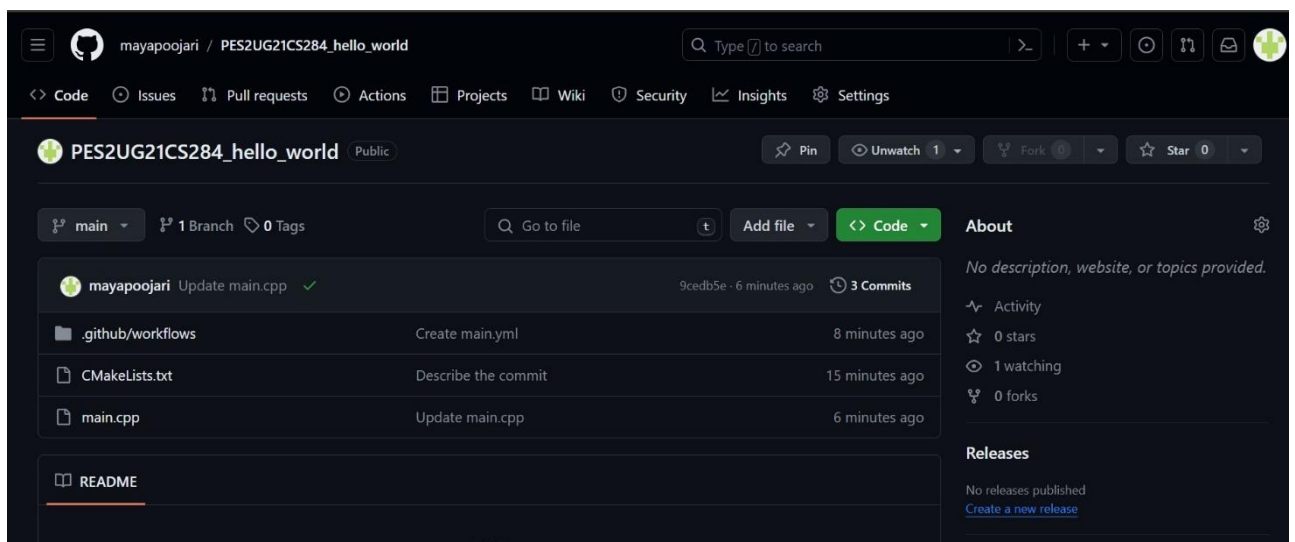 mayapoojari / PES2UG21CS284_hello_world
Type / to search
Code Issues Pull requests Actions Projects Wiki Security Insights Settings
PES2UG21CS284_hello_world Public
Pin Unwatch 1 Fork 0 Star 0
main 1 Branch 0 Tags Go to file t Add file <> Code
mayapoojari Update main.cpp 9cedb5e · 6 minutes ago 3 Commits
.github/workflows Create main.yml 8 minutes ago
CMakeLists.txt Describe the commit 15 minutes ago
main.cpp Update main.cpp 6 minutes ago
README
About
No description, website, or topics provided.
Activity
0 stars
1 watching
0 forks
Releases
No releases published
Create a new release